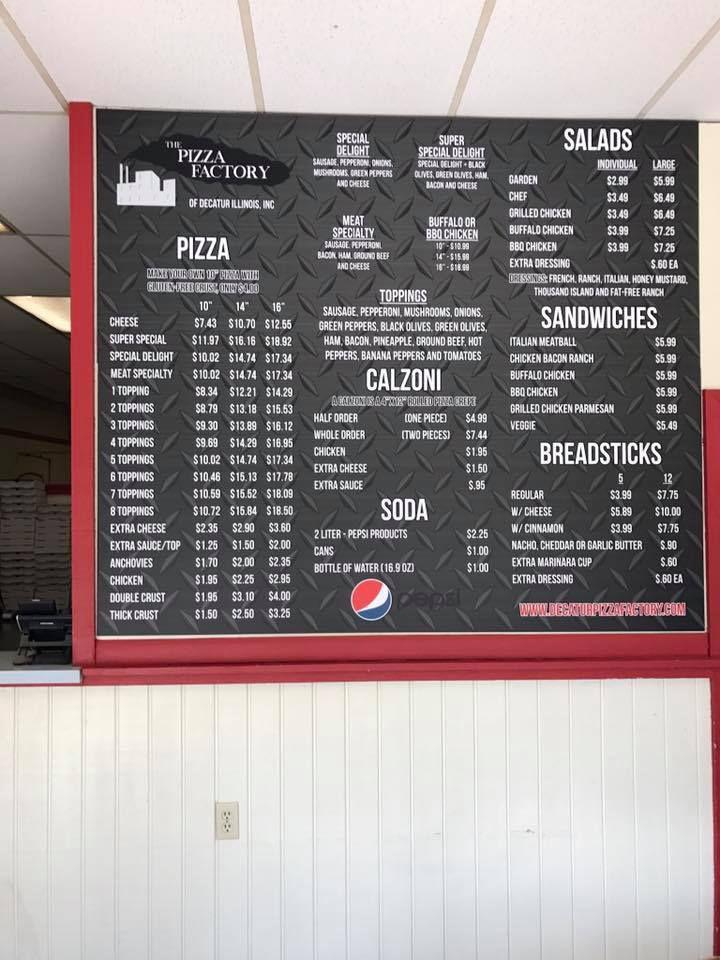 THE
PIZZA
FACTORY
OF DECATUR ILLINOIS, INC
PIZZA
MAKE YOUR OWN 10" PIZZA WITH
GLUTEN-FREE CRUST, ONLY $4.00
10" 14" 16"
CHEESE $7.43 $10.70 $12.55
SUPER SPECIAL $11.97 $16.16 $18.92
SPECIAL DELIGHT $10.02 $14.74 $17.34
MEAT SPECIALTY $10.02 $14.74 $17.34
1 TOPPING $8.34 $12.21 $14.29
2 TOPPINGS $8.79 $13.18 $15.53
3 TOPPINGS $9.30 $13.89 $16.12
4 TOPPINGS $9.69 $14.29 $16.95
5 TOPPINGS $10.02 $14.74 $17.34
6 TOPPINGS $10.46 $15.13 $17.78
7 TOPPINGS $10.59 $15.52 $18.09
8 TOPPINGS $10.72 $15.84 $18.50
EXTRA CHEESE $2.35 $2.90 $3.60
EXTRA SAUCE/TOP $1.25 $1.50 $2.00
ANCHOVIES $1.70 $2.00 $2.35
CHICKEN $1.95 $2.25 $2.95
DOUBLE CRUST $1.95 $3.10 $4.00
THICK CRUST $1.50 $2.50 $3.25
SPECIAL
DELIGHT
SAUSAGE, PEPPERONI, ONIONS,
MUSHROOMS, GREEN PEPPERS
AND CHEESE
SUPER
SPECIAL DELIGHT
SPECIAL DELIGHT + BLACK
OLIVES, GREEN OLIVES, HAM,
BACON AND CHEESE
MEAT
SPECIALTY
SAUSAGE, PEPPERONI,
BACON, HAM, GROUND BEEF
AND CHEESE
BUFFALO OR
BBQ CHICKEN
10" - $10.99
14" - $15.99
16" - $18.99
TOPPINGS
SAUSAGE, PEPPERONI, MUSHROOMS, ONIONS,
GREEN PEPPERS, BLACK OLIVES, GREEN OLIVES,
HAM, BACON, PINEAPPLE, GROUND BEEF, HOT
PEPPERS, BANANA PEPPERS AND TOMATOES
CALZONI
A CALZONI IS A 4"X12" ROLLED PIZZA CREPE
HALF ORDER (ONE PIECE) $4.99
WHOLE ORDER (TWO PIECES) $7.44
CHICKEN $1.95
EXTRA CHEESE $1.50
EXTRA SAUCE $.95
SODA
2 LITER - PEPSI PRODUCTS $2.25
CANS $1.00
BOTTLE OF WATER (16.9 OZ) $1.00
pepsi
SALADS
INDIVIDUAL LARGE
GARDEN $2.99 $5.99
CHEF $3.49 $6.49
GRILLED CHICKEN $3.49 $6.49
BUFFALO CHICKEN $3.99 $7.25
BBQ CHICKEN $3.99 $7.25
EXTRA DRESSING $.60 EA
DRESSINGS: FRENCH, RANCH, ITALIAN, HONEY MUSTARD,
THOUSAND ISLAND AND FAT-FREE RANCH
SANDWICHES
ITALIAN MEATBALL $5.99
CHICKEN BACON RANCH $5.99
BUFFALO CHICKEN $5.99
BBQ CHICKEN $5.99
GRILLED CHICKEN PARMESAN $5.99
VEGGIE $5.49
BREADSTICKS
5 12
REGULAR $3.99 $7.75
W/ CHEESE $5.89 $10.00
W/ CINNAMON $3.99 $7.75
NACHO, CHEDDAR OR GARLIC BUTTER $.90
EXTRA MARINARA CUP $.60
EXTRA DRESSING $.60 EA
WWW.DECATURPIZZAFACTORY.COM